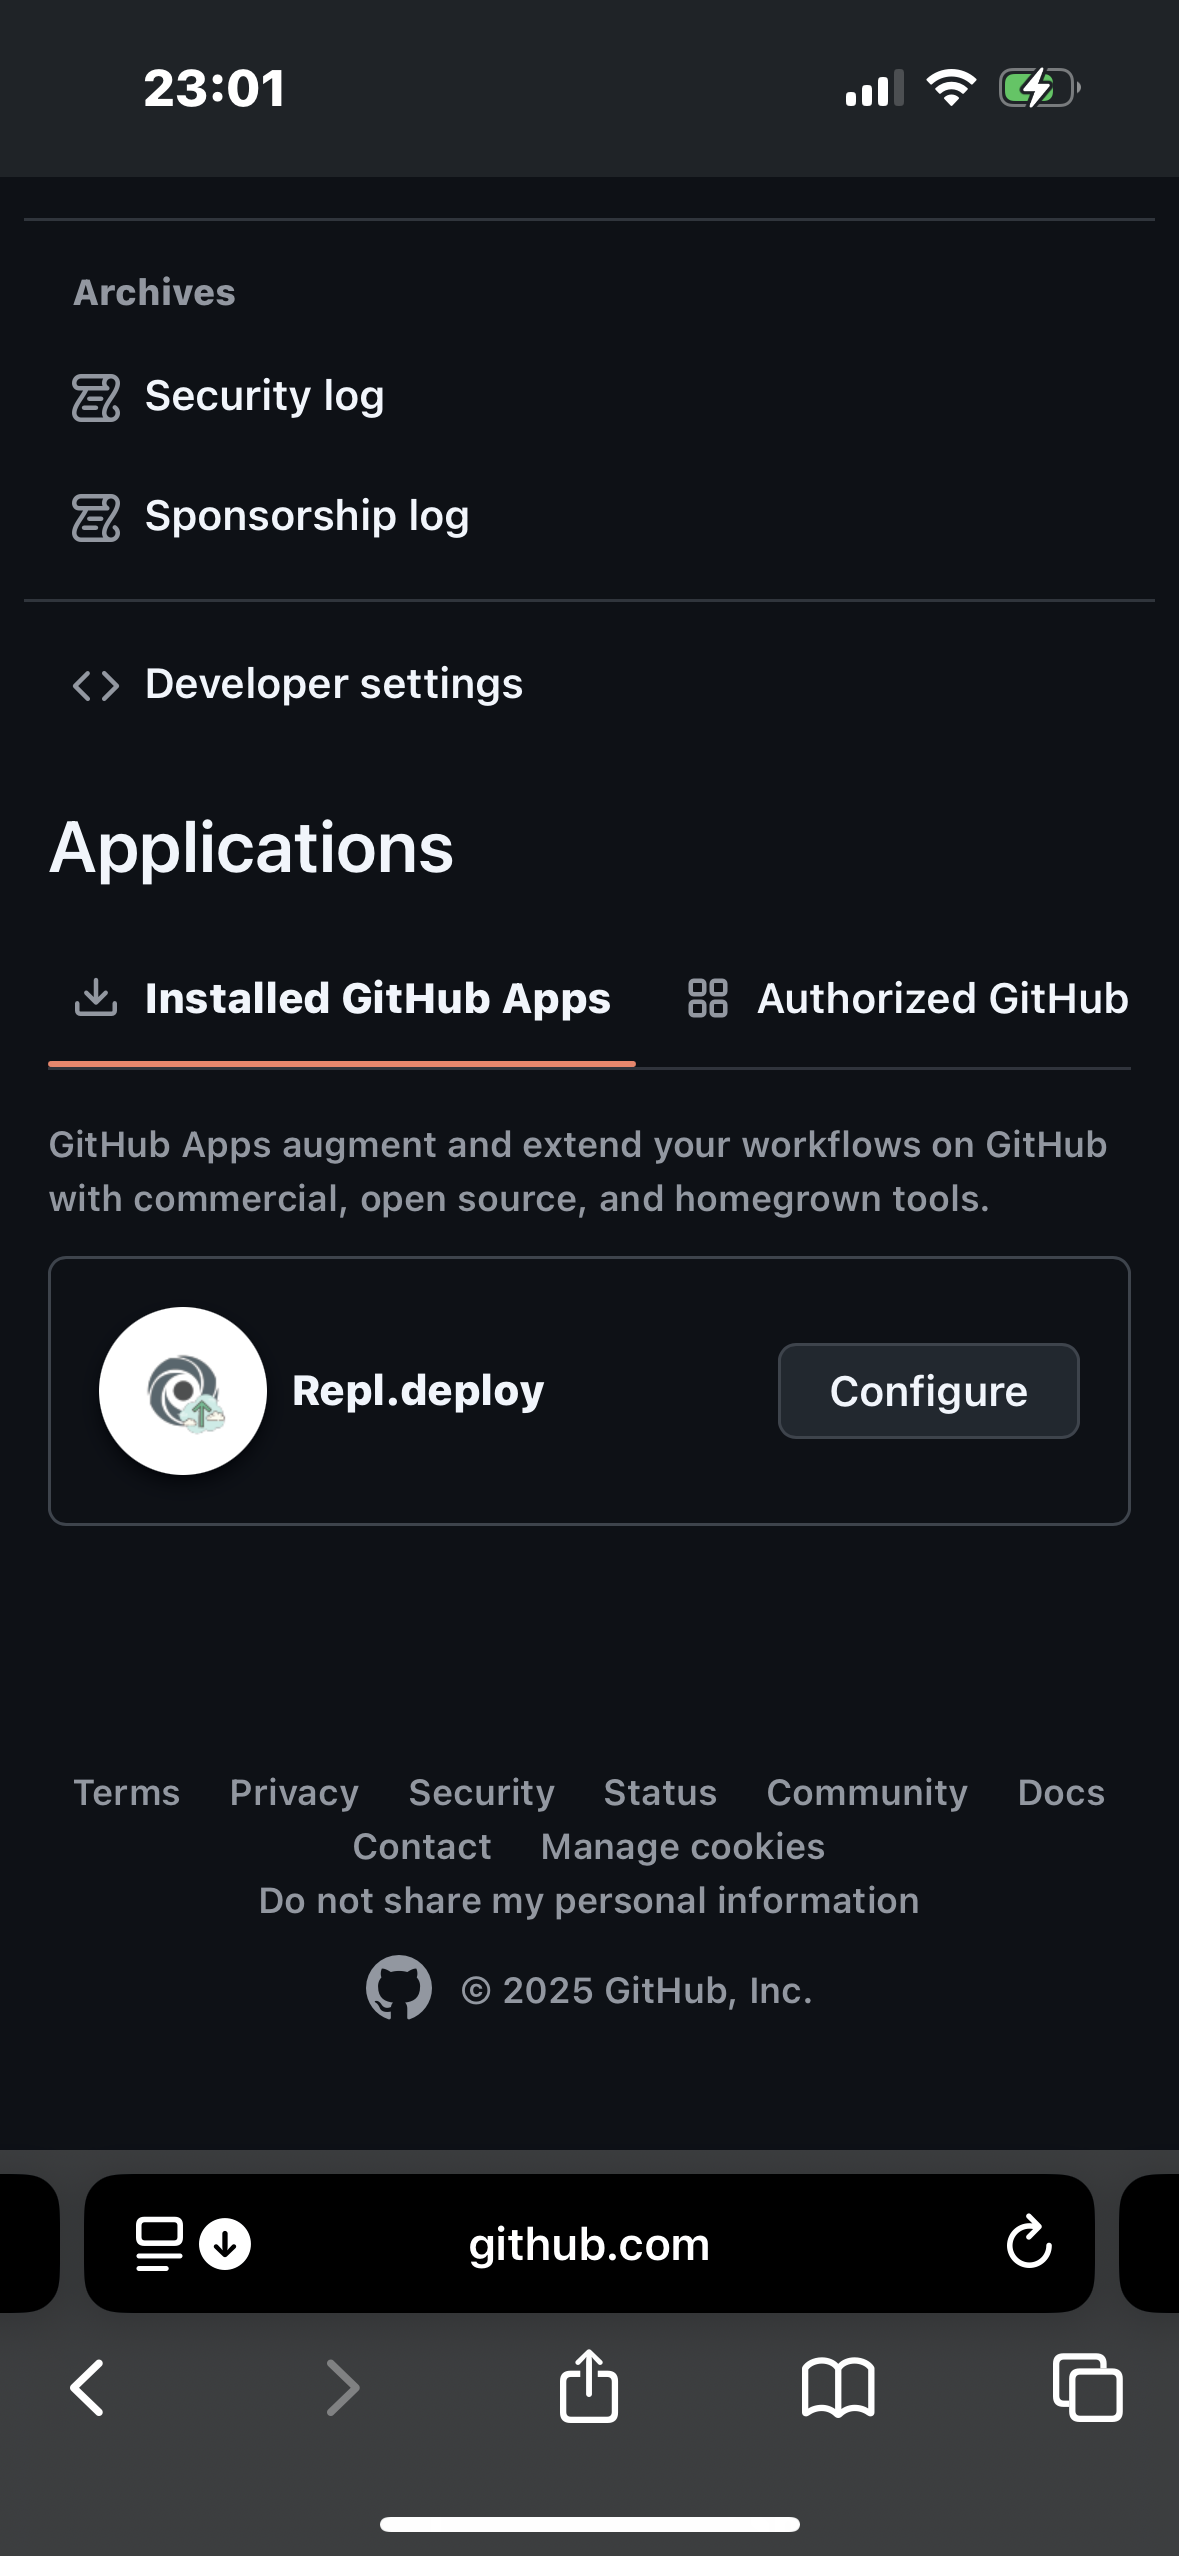 23:01
Archives
Security log
Sponsorship log
Developer settings
Applications
Installed GitHub Apps
Authorized GitHub
GitHub Apps augment and extend your workflows on GitHub
with commercial, open source, and homegrown tools.
Repl.deploy
Configure
Terms Privacy Security Status Community Docs
Contact Manage cookies
Do not share my personal information
© 2025 GitHub, Inc.
github.com